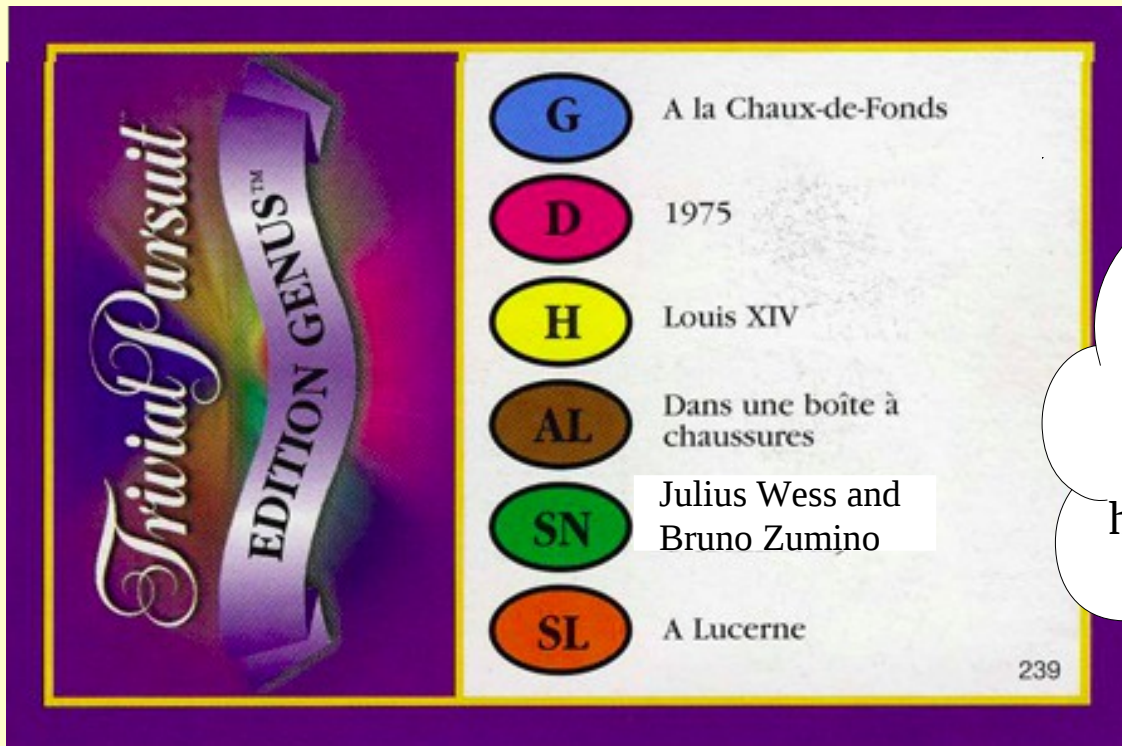 Trivial Pursuit
EDITION GENUS™
G A la Chaux-de-Fonds
D 1975
H Louis XIV
AL Dans une boîte à
chaussures
SN Julius Wess and
Bruno Zumino
SL A Lucerne
239
h